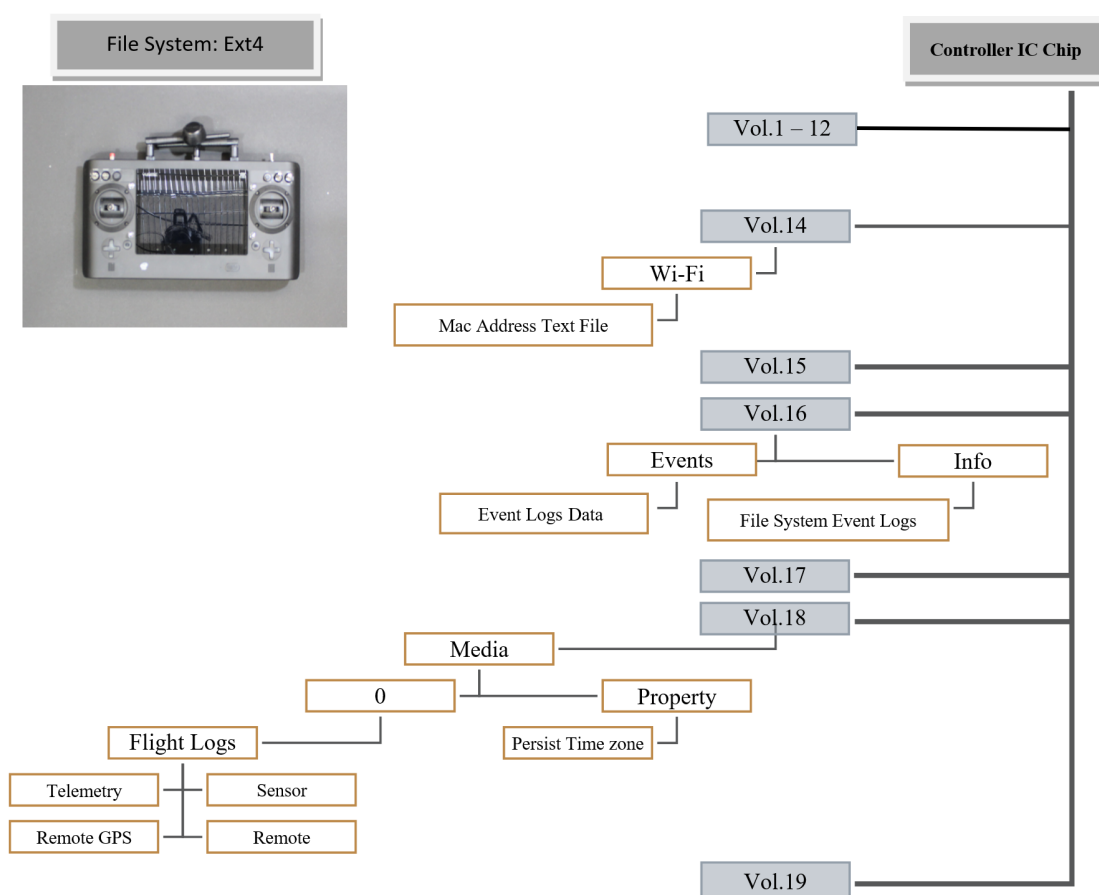 File System: Ext4
Controller IC Chip
Vol.1 – 12
Vol.14
Wi-Fi
Mac Address Text File
Vol.15
Vol.16
Events
Info
Event Logs Data
File System Event Logs
Vol.17
Vol.18
Media
0
Property
Flight Logs
Persist Time zone
Telemetry
Sensor
Remote GPS
Remote
Vol.19